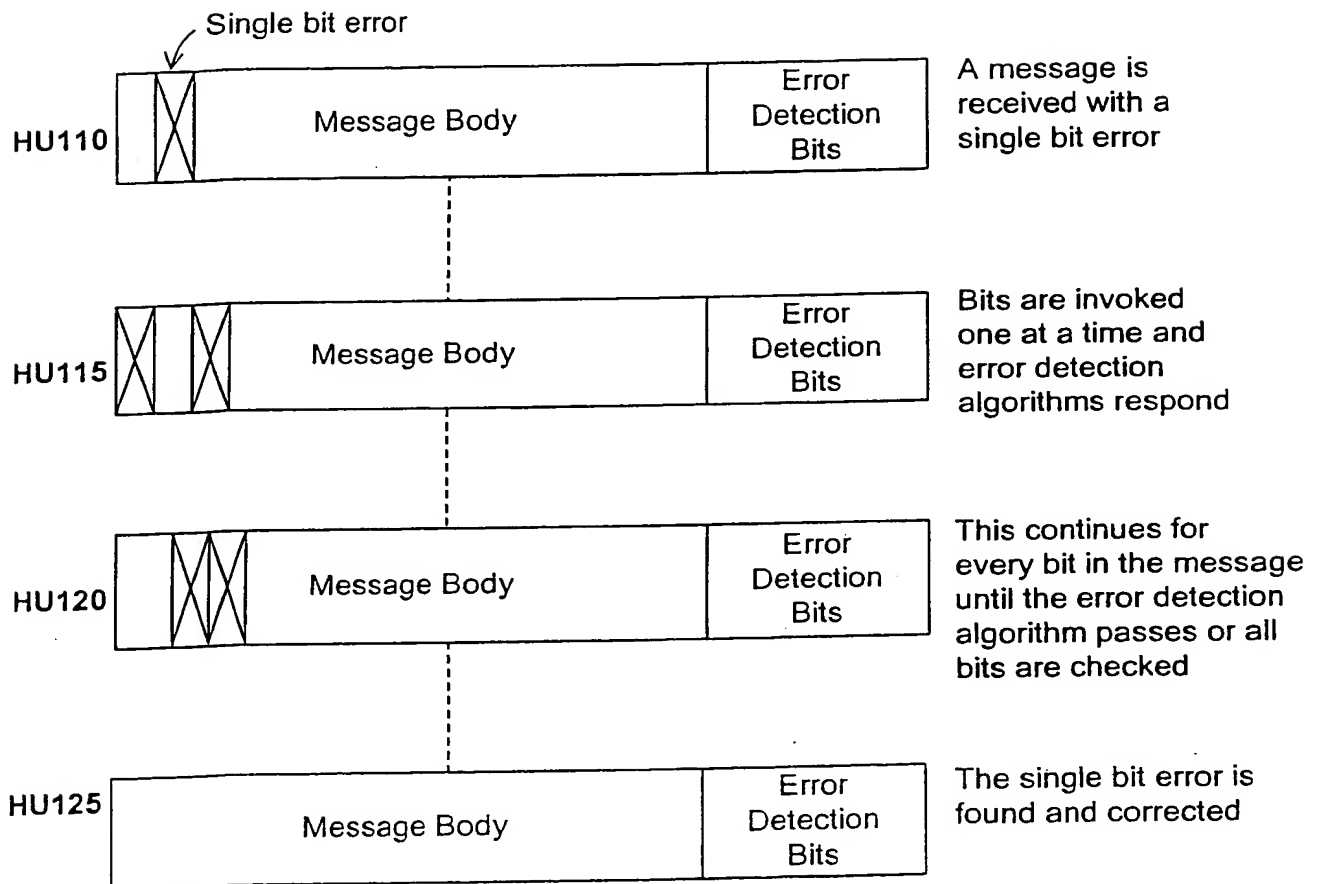 Single bit error
HU110
Message Body
Error
Detection
Bits
A message is
received with a
single bit error
HU115
Message Body
Error
Detection
Bits
Bits are invoked
one at a time and
error detection
algorithms respond
HU120
Message Body
Error
Detection
Bits
This continues for
every bit in the message
until the error detection
algorithm passes or all
bits are checked
HU125
Message Body
Error
Detection
Bits
The single bit error is
found and corrected